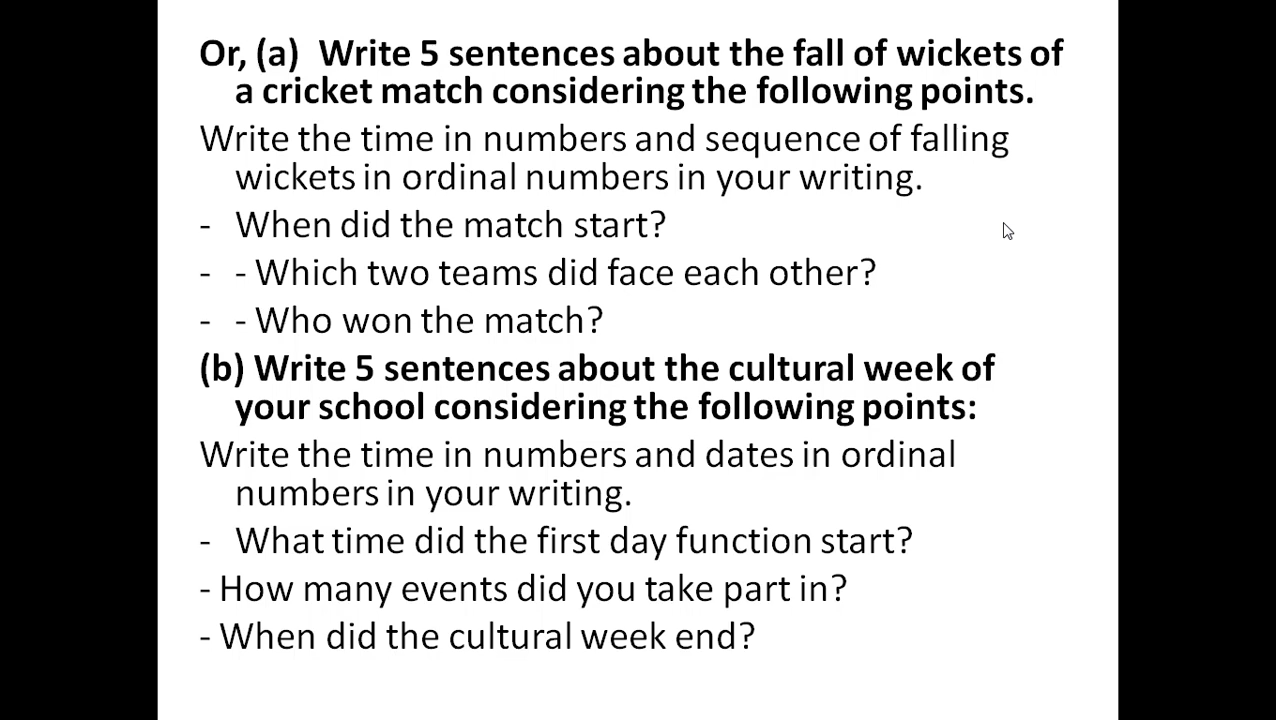 Or, (a) Write 5 sentences about the fall of wickets of
a cricket match considering the following points.
Write the time in numbers and sequence of falling
wickets in ordinal numbers in your writing.
- When did the match start?
- - Which two teams did face each other?
- - Who won the match?
(b) Write 5 sentences about the cultural week of
your school considering the following points:
Write the time in numbers and dates in ordinal
numbers in your writing.
- What time did the first day function start?
- How many events did you take part in?
- When did the cultural week end?